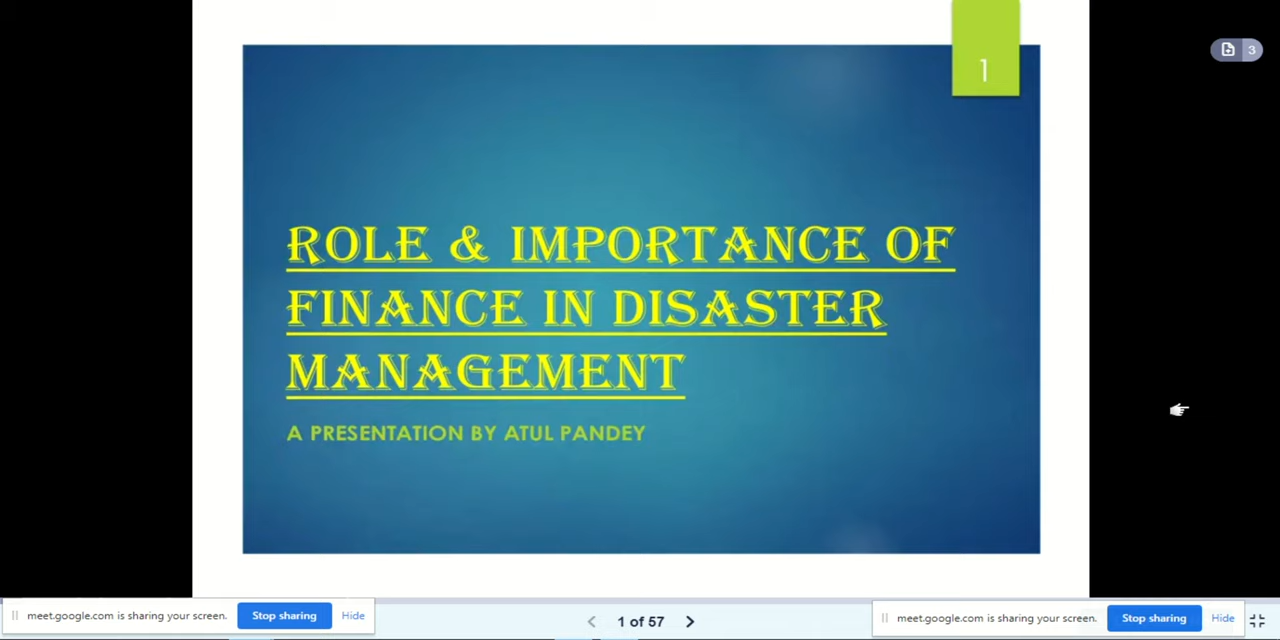 1
3
ROLE & IMPORTANCE OF
FINANCE IN DISASTER
MANAGEMENT
A PRESENTATION BY ATUL PANDEY
meet.google.com is sharing your screen. Stop sharing Hide
1 of 57
meet.google.com is sharing your screen. Stop sharing Hide